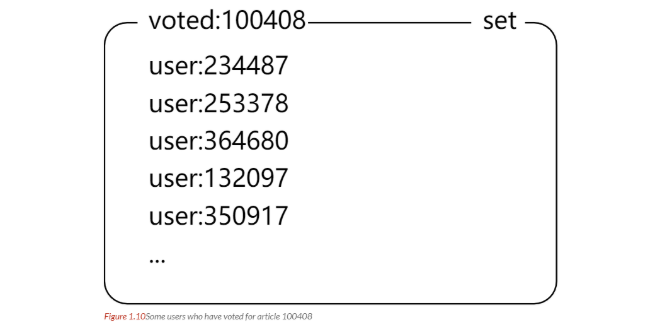 voted:100408 set
user:234487
user:253378
user:364680
user:132097
user:350917
...
Figure 1.10Some users who have voted for article 100408